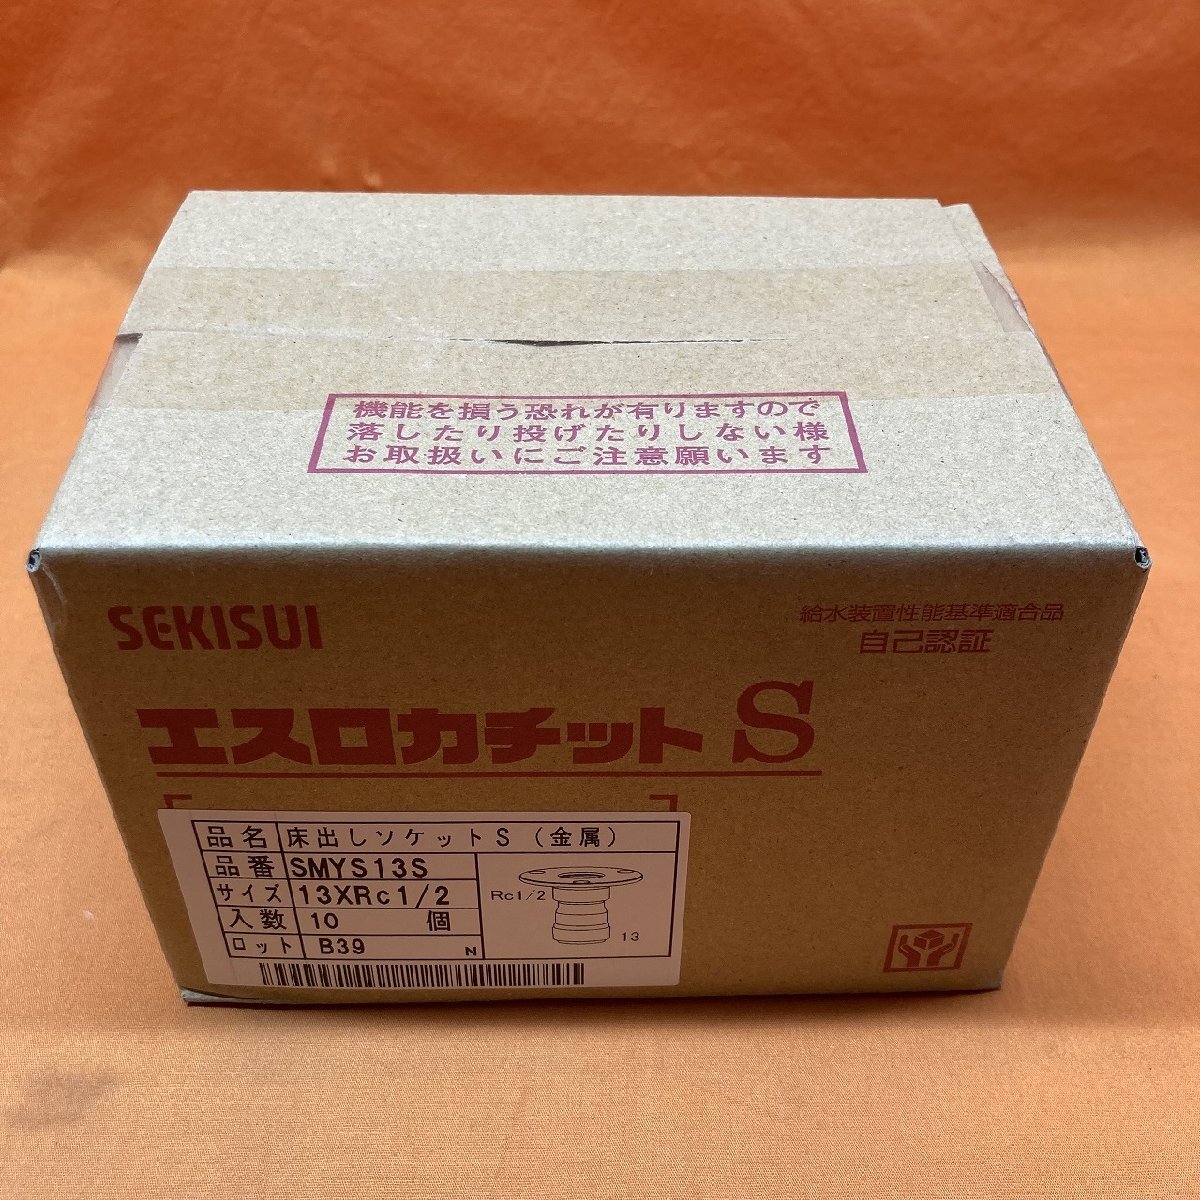 機能を損う恐れが有りますので
落したり投げたりしない様
お取扱いにご注意願います
SEKISUI
給水装置性能基準適合品
自己認証
エスロカチット S
品名 床出しソケットS（金属）
品番 SMYS13S
サイズ 13XRc1/2
入数 10 個
ロット B39 N
Rc1/2
13